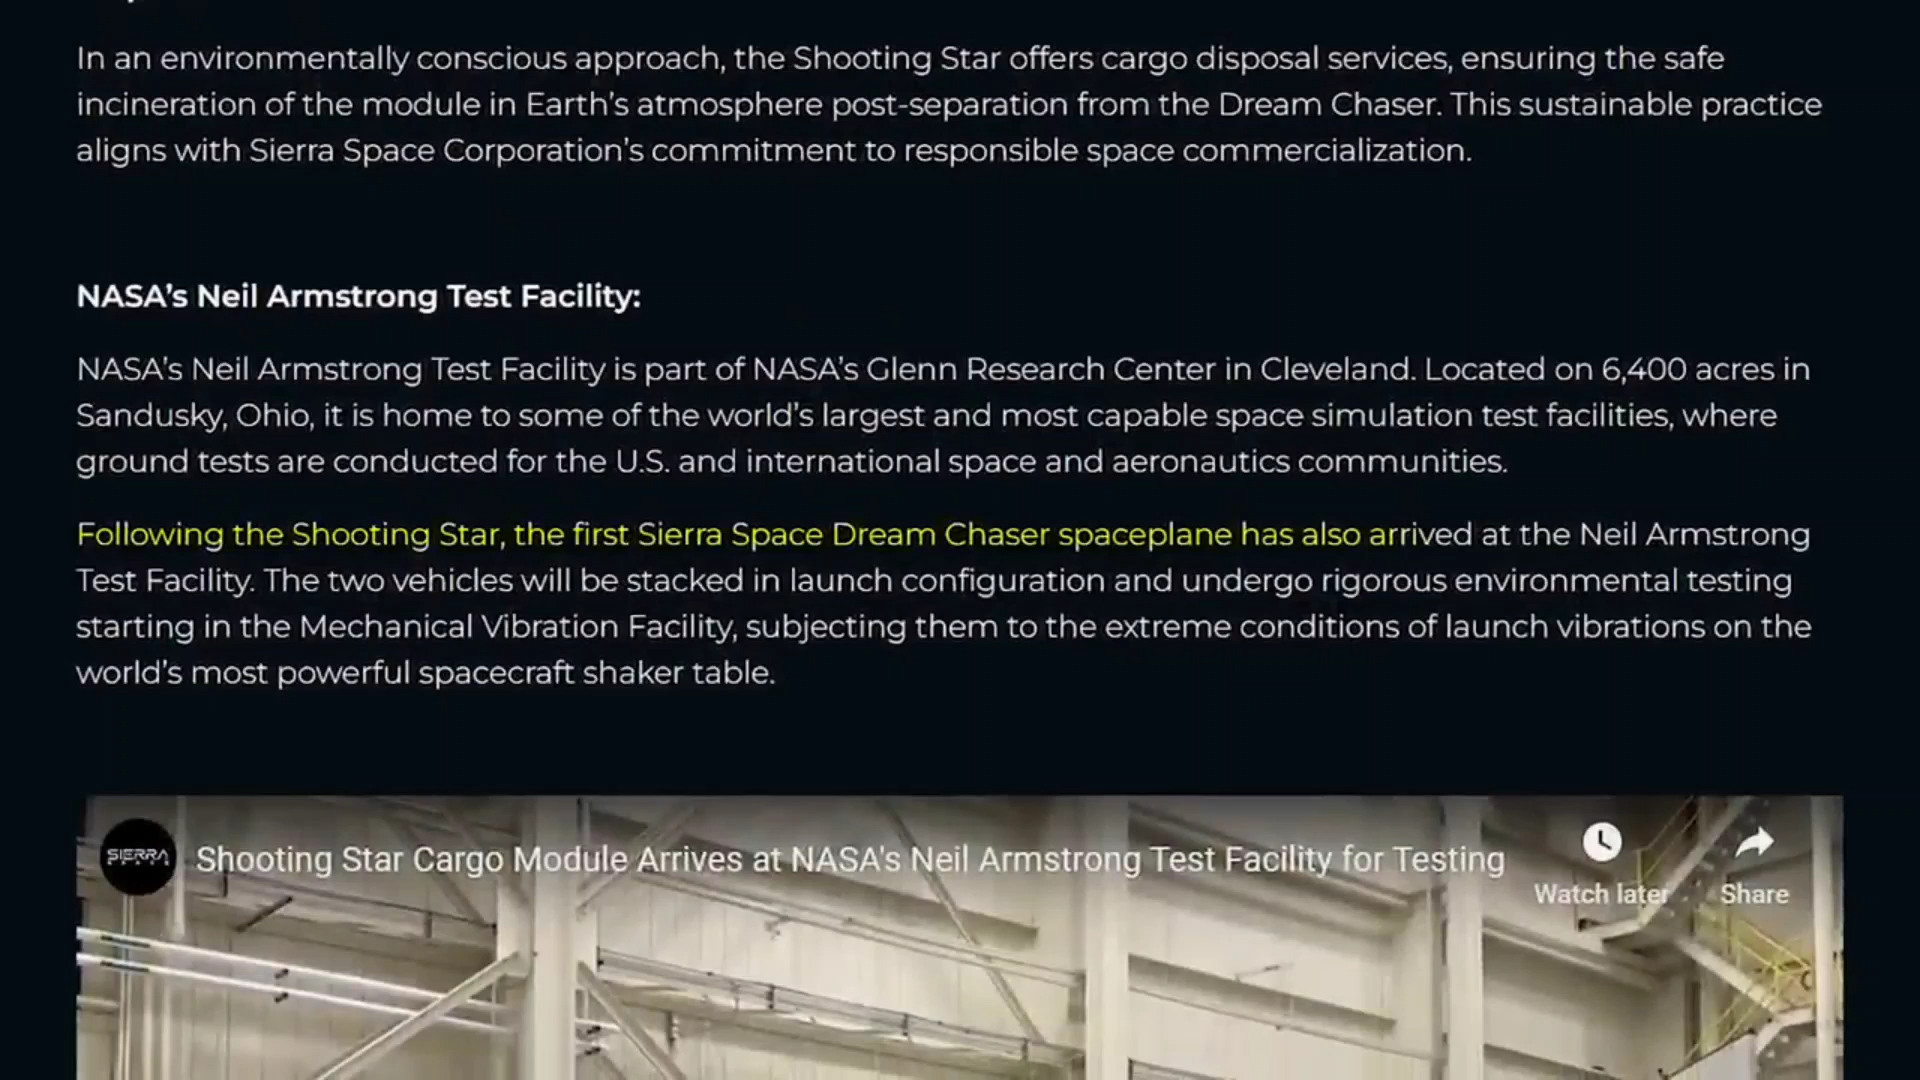 In an environmentally conscious approach, the Shooting Star offers cargo disposal services, ensuring the safe
incineration of the module in Earth’s atmosphere post-separation from the Dream Chaser. This sustainable practice
aligns with Sierra Space Corporation’s commitment to responsible space commercialization.
NASA’s Neil Armstrong Test Facility:
NASA’s Neil Armstrong Test Facility is part of NASA’s Glenn Research Center in Cleveland. Located on 6,400 acres in
Sandusky, Ohio, it is home to some of the world’s largest and most capable space simulation test facilities, where
ground tests are conducted for the U.S. and international space and aeronautics communities.
Following the Shooting Star, the first Sierra Space Dream Chaser spaceplane has also arrived at the Neil Armstrong
Test Facility. The two vehicles will be stacked in launch configuration and undergo rigorous environmental testing
starting in the Mechanical Vibration Facility, subjecting them to the extreme conditions of launch vibrations on the
world’s most powerful spacecraft shaker table.
SIERRA
Shooting Star Cargo Module Arrives at NASA's Neil Armstrong Test Facility for Testing
Watch later
Share